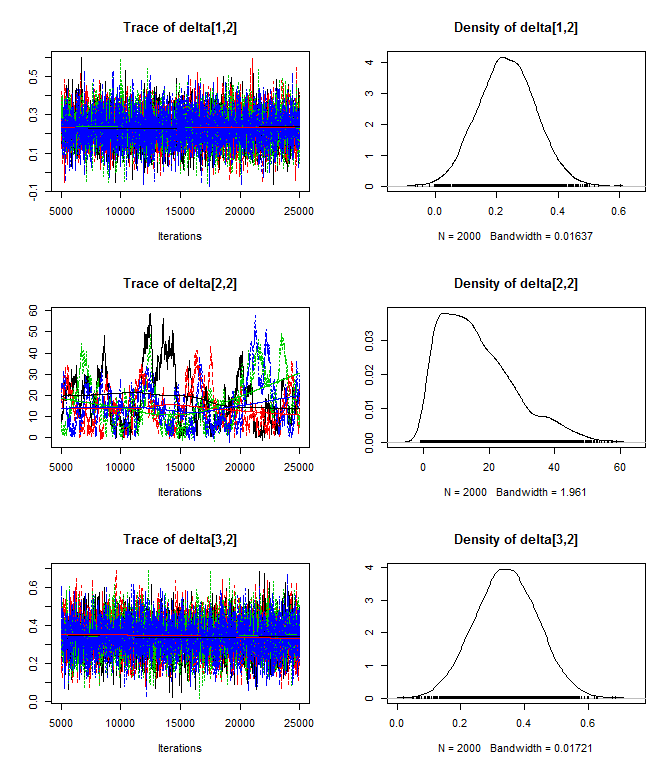 Trace of delta[1,2]
-0.1 0.1 0.3 0.5
5000 10000 15000 20000 25000
Iterations
Density of delta[1,2]
0 1 2 3 4
0.0 0.2 0.4 0.6
N = 2000 Bandwidth = 0.01637
Trace of delta[2,2]
0 10 20 30 40 50 60
5000 10000 15000 20000 25000
Iterations
Density of delta[2,2]
0.00 0.01 0.02 0.03
0 20 40 60
N = 2000 Bandwidth = 1.961
Trace of delta[3,2]
0.0 0.2 0.4 0.6
5000 10000 15000 20000 25000
Iterations
Density of delta[3,2]
0 1 2 3 4
0.0 0.2 0.4 0.6
N = 2000 Bandwidth = 0.01721